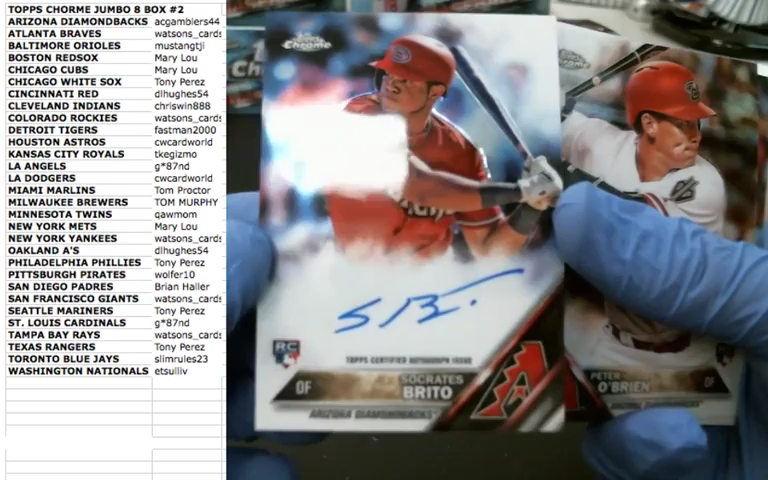 TOPPS CHORME JUMBO 8 BOX #2
ARIZONA DIAMONDBACKS acgamblers44
ATLANTA BRAVES watsons_cards
BALTIMORE ORIOLES mustangtji
BOSTON REDSOX Mary Lou
CHICAGO CUBS Mary Lou
CHICAGO WHITE SOX Tony Perez
CINCINNATI RED dlhughes54
CLEVELAND INDIANS chriswin888
COLORADO ROCKIES watsons_cards
DETROIT TIGERS fastman2000
HOUSTON ASTROS cwcardworld
KANSAS CITY ROYALS tkegizmo
LA ANGELS g*87nd
LA DODGERS cwcardworld
MIAMI MARLINS Tom Proctor
MILWAUKEE BREWERS TOM MURPHY
MINNESOTA TWINS qawmom
NEW YORK METS Mary Lou
NEW YORK YANKEES watsons_cards
OAKLAND A'S dlhughes54
PHILADELPHIA PHILLIES Tony Perez
PITTSBURGH PIRATES wolfer10
SAN DIEGO PADRES Brian Haller
SAN FRANCISCO GIANTS watsons_cards
SEATTLE MARINERS Tony Perez
ST. LOUIS CARDINALS g*87nd
TAMPA BAY RAYS watsons_cards
TEXAS RANGERS Tony Perez
TORONTO BLUE JAYS slimrules23
WASHINGTON NATIONALS etsulliv
Chrome
RC
TOPPS CERTIFIED AUTOGRAPH ISSUE
OF
SOCRATES
BRITO
ARIZONA DIAMONDBACKS
PETER
O'BRIEN
OF